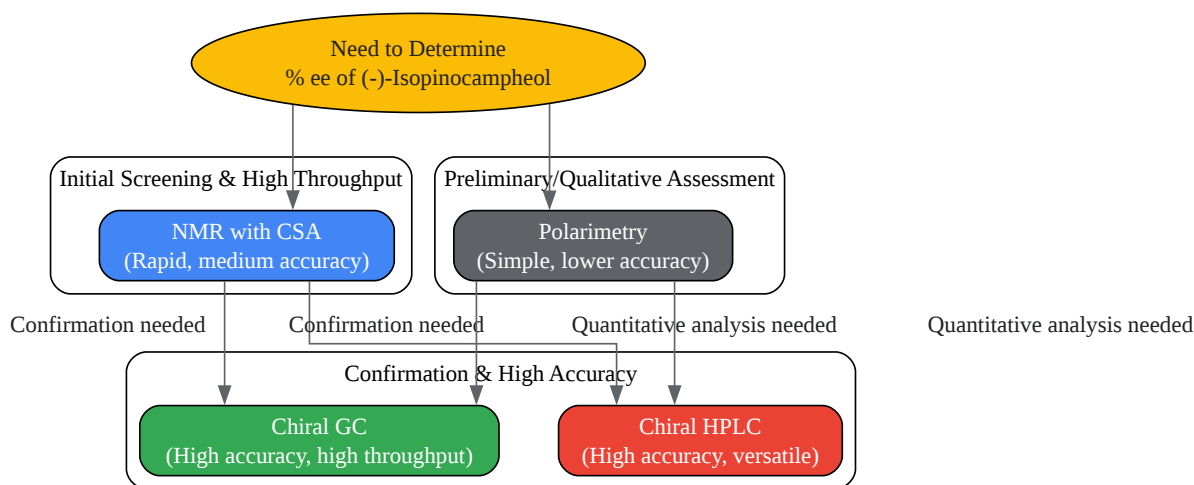 Need to Determine
% ee of (-)-Isopinocampheol
Initial Screening & High Throughput
Preliminary/Qualitative Assessment
NMR with CSA
(Rapid, medium accuracy)
Polarimetry
(Simple, lower accuracy)
Confirmation needed
Confirmation needed
Quantitative analysis needed
Quantitative analysis needed
Confirmation & High Accuracy
Chiral GC
(High accuracy, high throughput)
Chiral HPLC
(High accuracy, versatile)